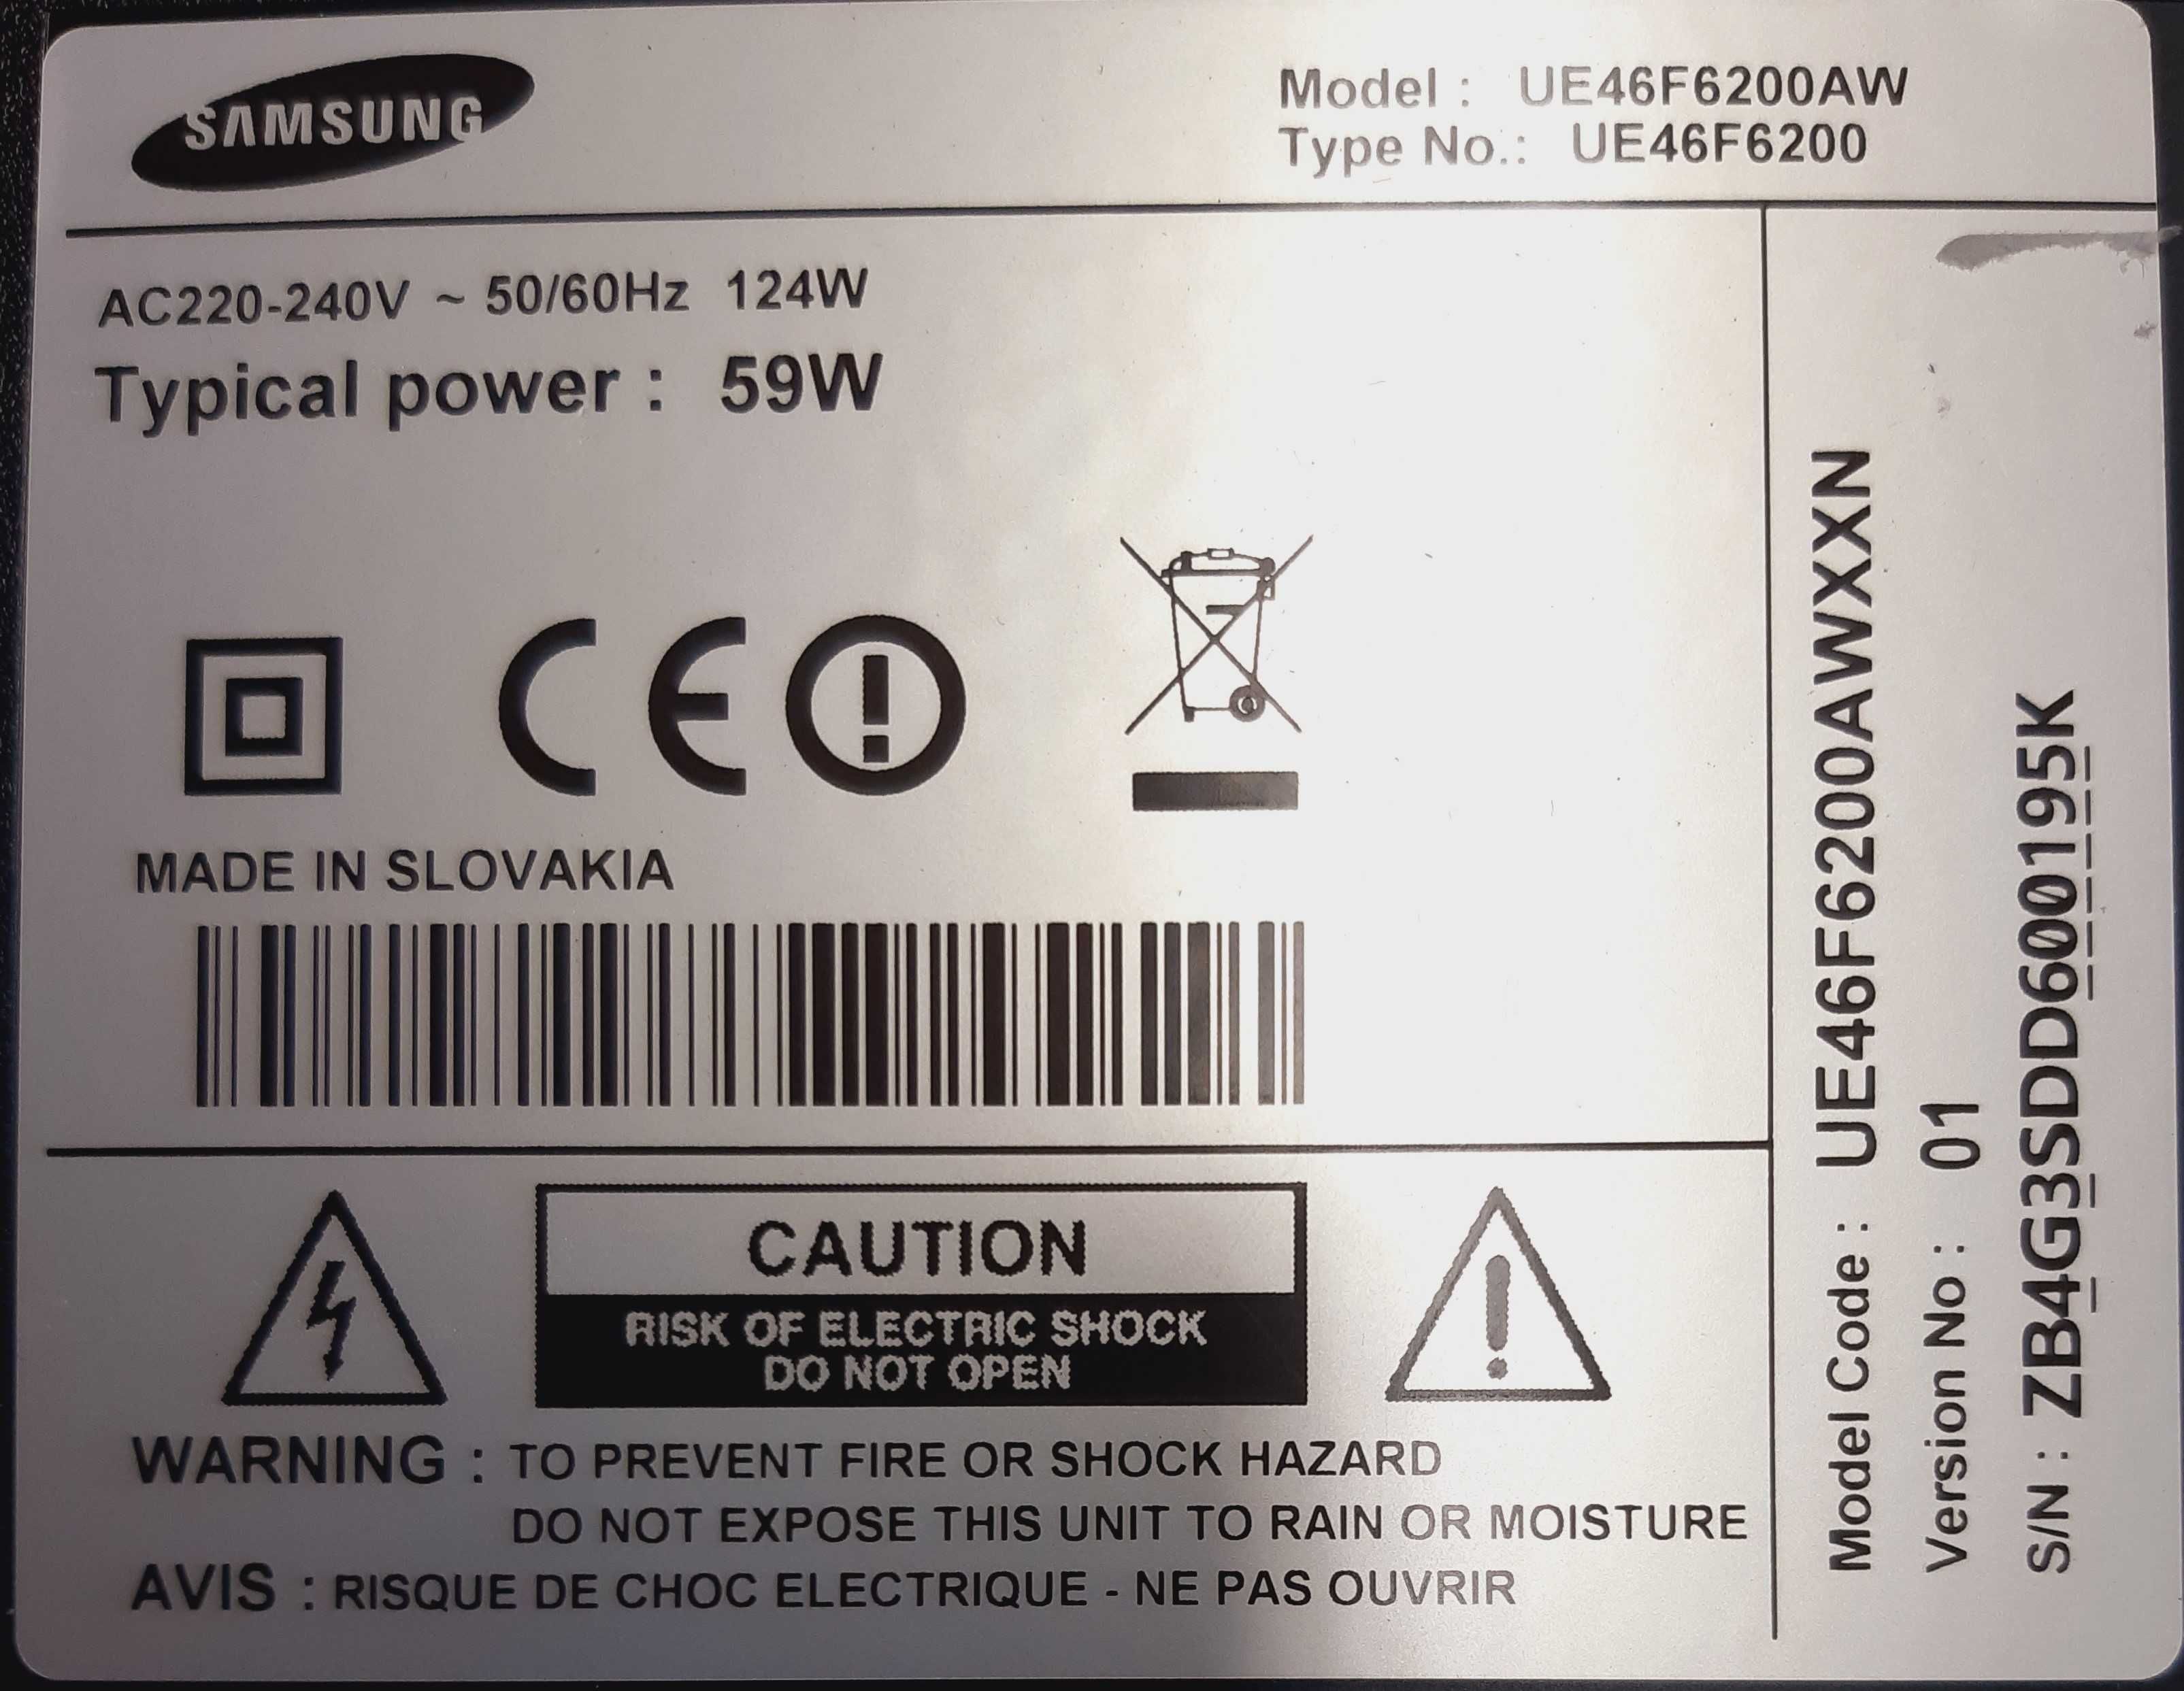 SAMSUNG
Model : UE46F6200AW
Type No.: UE46F6200
AC220-240V ~ 50/60Hz 124W
Typical power : 59W
CE
MADE IN SLOVAKIA
CAUTION
RISK OF ELECTRIC SHOCK
DO NOT OPEN
WARNING : TO PREVENT FIRE OR SHOCK HAZARD
DO NOT EXPOSE THIS UNIT TO RAIN OR MOISTURE
AVIS : RISQUE DE CHOC ELECTRIQUE - NE PAS OUVRIR
Model Code : UE46F6200AWXXN
Version No : 01
S/N : ZB4G3SDD600195K